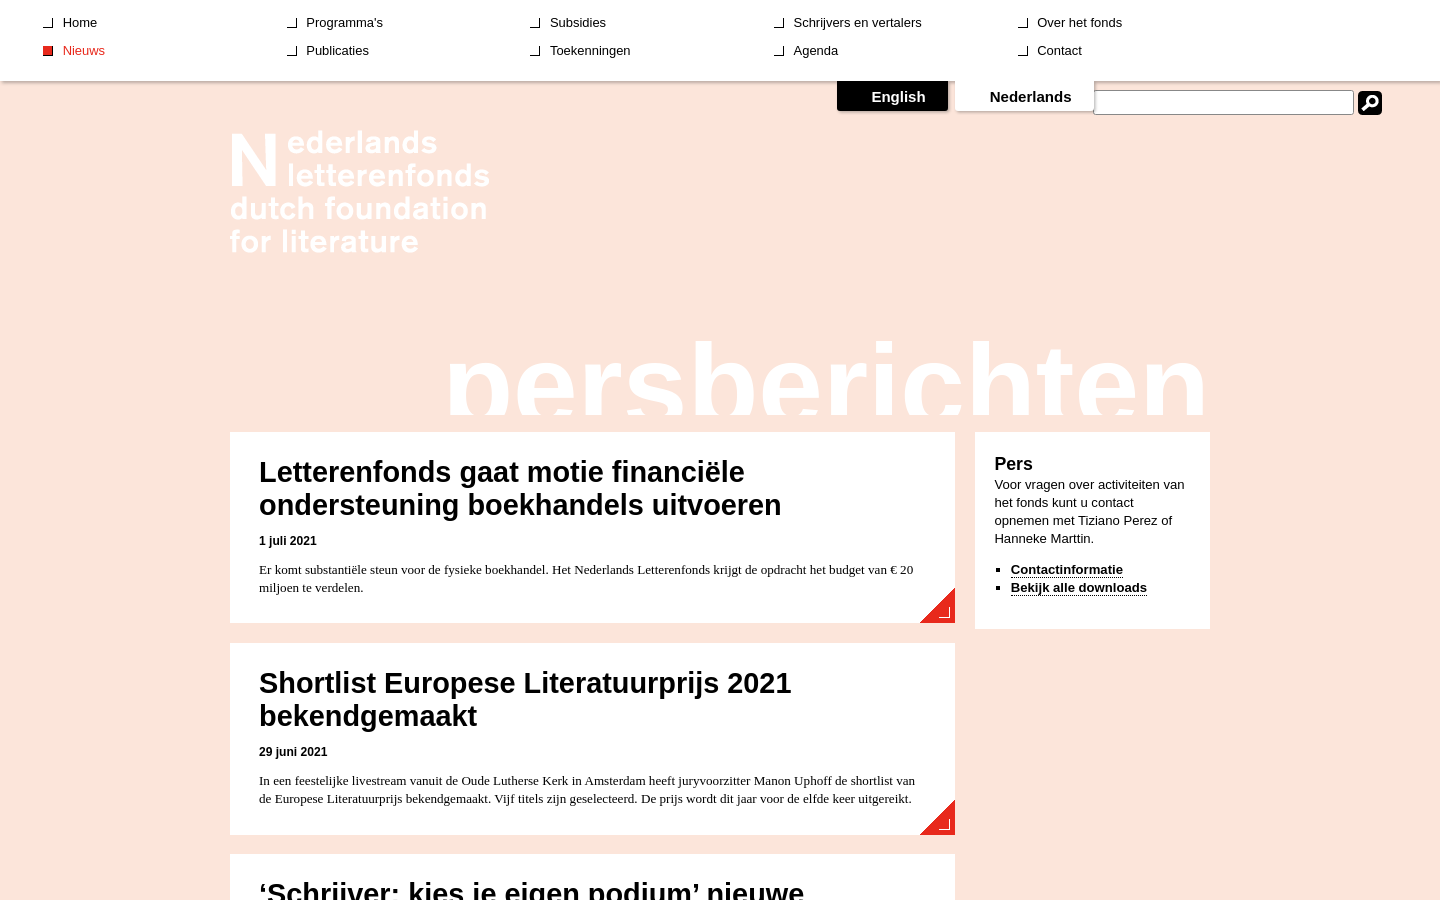 Home
Programma's
Subsidies
Schrijvers en vertalers
Over het fonds
Nieuws
Publicaties
Toekenningen
Agenda
Contact
English
Nederlands
Nederlands
letterenfonds
dutch foundation
for literature
persberichten
Letterenfonds gaat motie financiële
ondersteuning boekhandels uitvoeren
1 juli 2021
Er komt substantiële steun voor de fysieke boekhandel. Het Nederlands Letterenfonds krijgt de opdracht het budget van € 20
miljoen te verdelen.
Pers
Voor vragen over activiteiten van
het fonds kunt u contact
opnemen met Tiziano Perez of
Hanneke Marttin.
Contactinformatie
Bekijk alle downloads
Shortlist Europese Literatuurprijs 2021
bekendgemaakt
29 juni 2021
In een feestelijke livestream vanuit de Oude Lutherse Kerk in Amsterdam heeft juryvoorzitter Manon Uphoff de shortlist van
de Europese Literatuurprijs bekendgemaakt. Vijf titels zijn geselecteerd. De prijs wordt dit jaar voor de elfde keer uitgereikt.
‘Schrijver: kies je eigen podium’ nieuwe